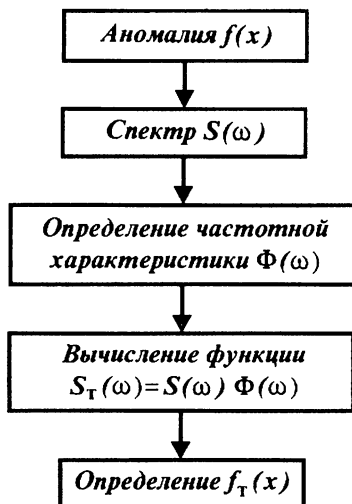 Аномалия f(x)
Спектр S(ω)
Определение частотной
характеристики Φ(ω)
Вычисление функции
Sт(ω)=S(ω) Φ(ω)
Определение fт(x)